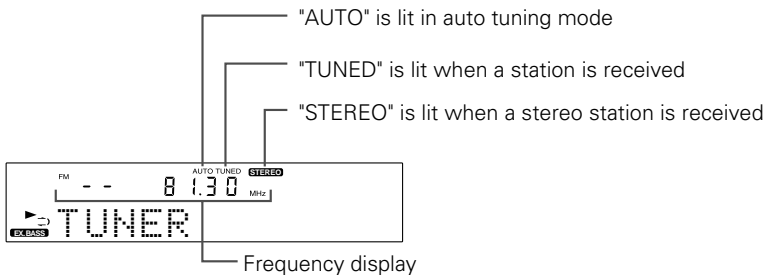 "AUTO" is lit in auto tuning mode
"TUNED" is lit when a station is received
"STEREO" is lit when a stereo station is received
FM -- 81.30 MHz AUTO TUNED STEREO
EX.BASS TUNER
Frequency display